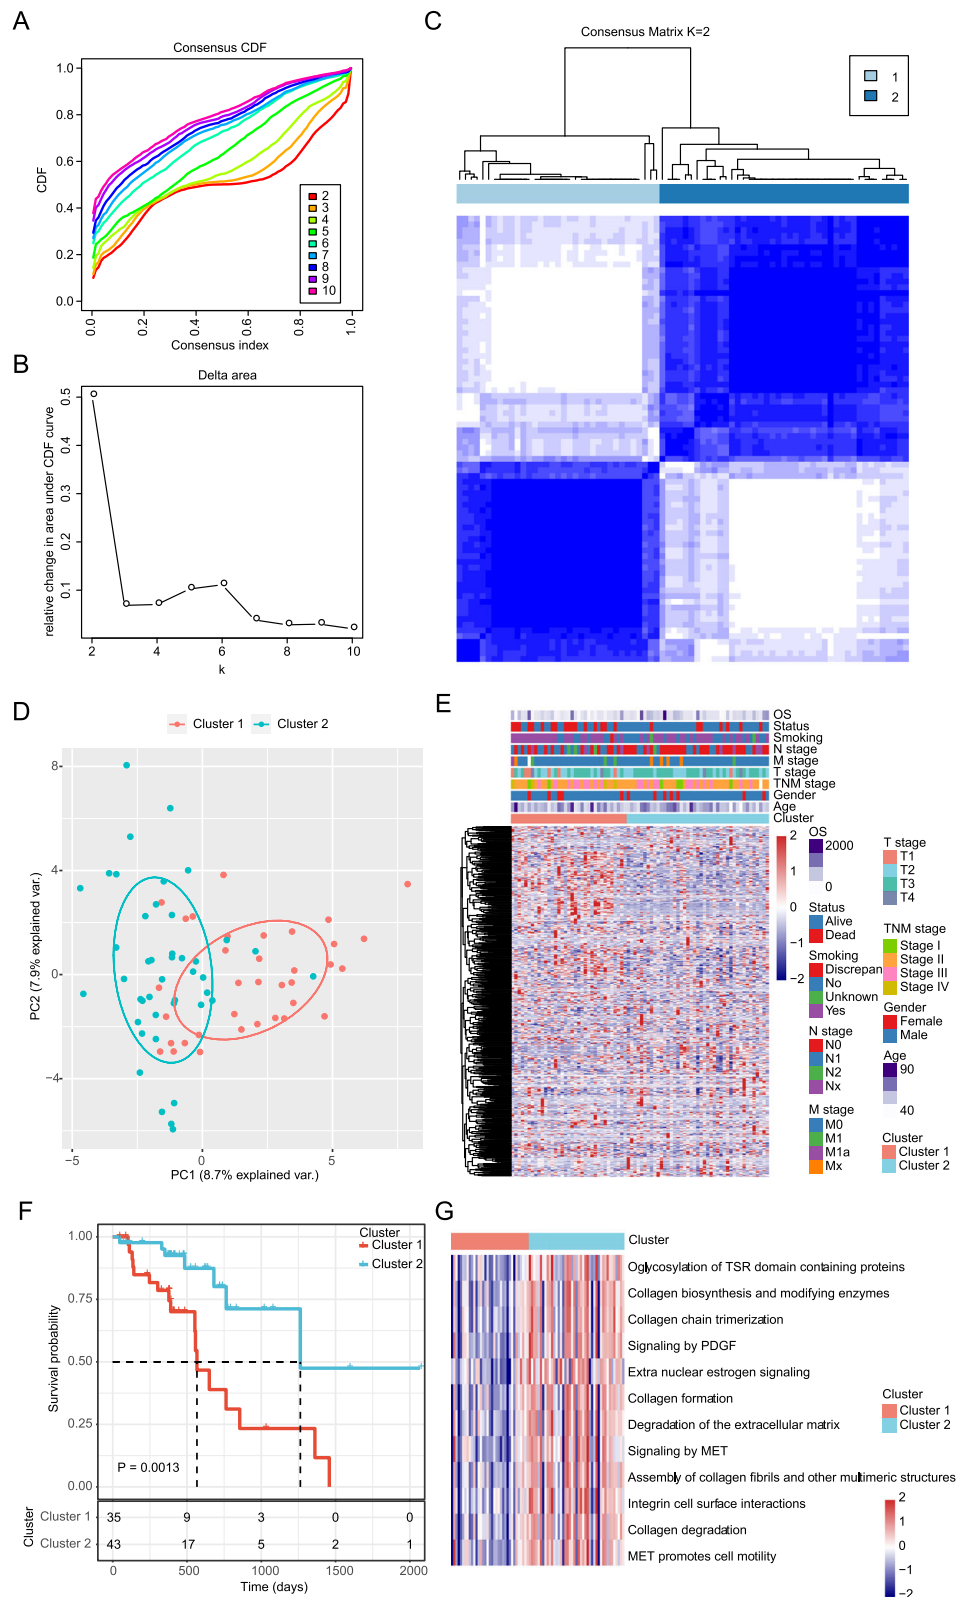 A
Consensus CDF
CDF
1.0
0.8
0.6
0.4
0.2
0.0
2
3
4
5
6
7
8
9
10
0.0
0.2
0.4
0.6
0.8
1.0
Consensus index
B
Delta area
relative change in area under CDF curve
0.5
0.4
0.3
0.2
0.1
2
4
6
8
10
k
C
Consensus Matrix K=2
1
2
D
Cluster 1
Cluster 2
PC2 (7.9% explained var.)
8
4
0
−4
−5
0
5
PC1 (8.7% explained var.)
E
OS
Status
Smoking
N stage
M stage
T stage
TNM stage
Gender
Age
Cluster
2
1
0
−1
−2
OS
2000
0
Status
Alive
Dead
Smoking
Discrepan
No
Unknown
Yes
N stage
N0
N1
N2
Nx
M stage
M0
M1
M1a
Mx
T stage
T1
T2
T3
T4
TNM stage
Stage I
Stage II
Stage III
Stage IV
Gender
Female
Male
Age
90
40
Cluster
Cluster 1
Cluster 2
F
Survival probability
1.00
0.75
0.50
0.25
0.00
Cluster
Cluster 1
Cluster 2
P = 0.0013
Cluster
Cluster 1 35 9 3 0 0
Cluster 2 43 17 5 2 1
0 500 1000 1500 2000
Time (days)
G
Cluster
Oglycosylation of TSR domain containing proteins
Collagen biosynthesis and modifying enzymes
Collagen chain trimerization
Signaling by PDGF
Extra nuclear estrogen signaling
Collagen formation
Degradation of the extracellular matrix
Signaling by MET
Assembly of collagen fibrils and other multimeric structures
Integrin cell surface interactions
Collagen degradation
MET promotes cell motility
Cluster
Cluster 1
Cluster 2
2
1
0
−1
−2